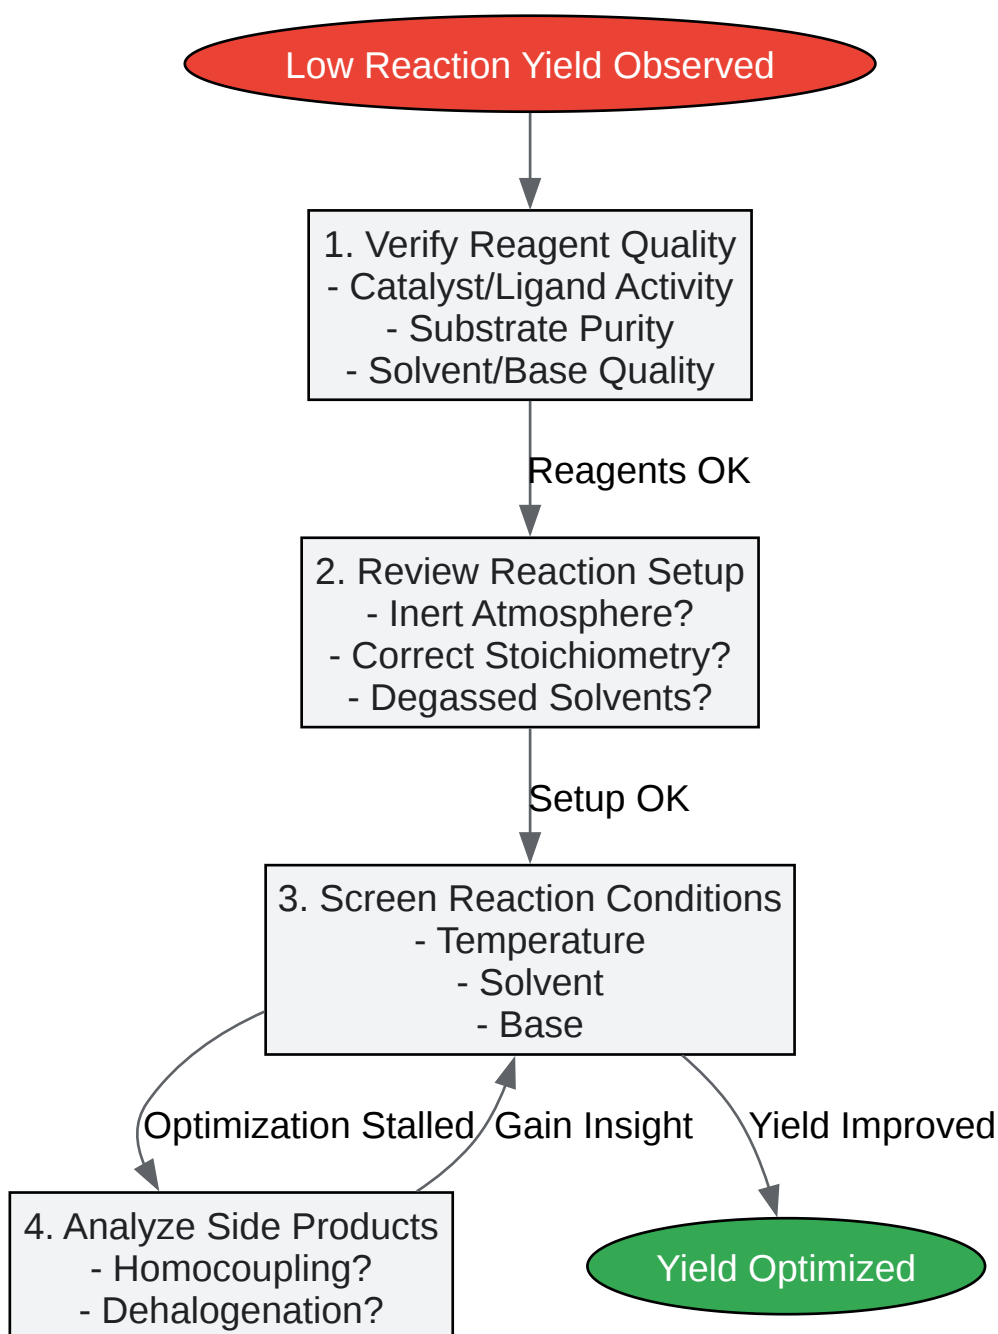 Low Reaction Yield Observed
1. Verify Reagent Quality
- Catalyst/Ligand Activity
- Substrate Purity
- Solvent/Base Quality
Reagents OK
2. Review Reaction Setup
- Inert Atmosphere?
- Correct Stoichiometry?
- Degassed Solvents?
Setup OK
3. Screen Reaction Conditions
- Temperature
- Solvent
- Base
Optimization Stalled
Gain Insight
Yield Improved
4. Analyze Side Products
- Homocoupling?
- Dehalogenation?
Yield Optimized